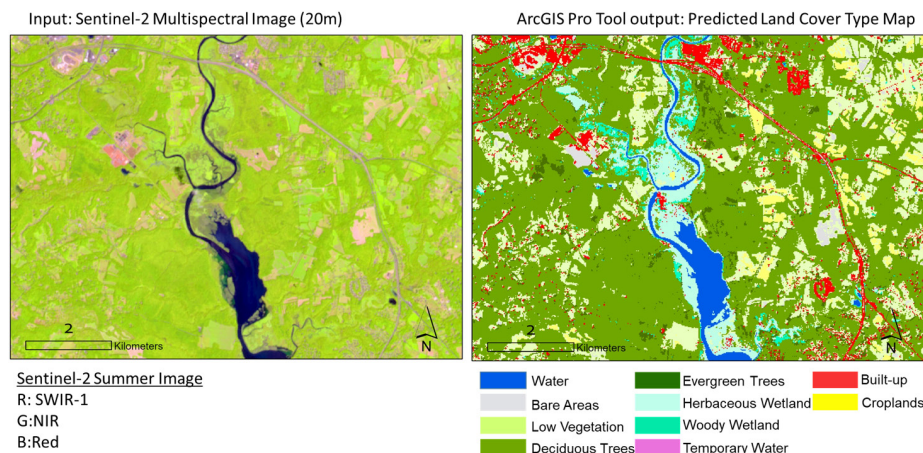 Input: Sentinel-2 Multispectral Image (20m)
ArcGIS Pro Tool output: Predicted Land Cover Type Map
2
Kilometers
N
2
Kilometers
N
Sentinel-2 Summer Image
R: SWIR-1
G:NIR
B:Red
Water
Evergreen Trees
Built-up
Bare Areas
Herbaceous Wetland
Croplands
Low Vegetation
Woody Wetland
Deciduous Trees
Temporary Water